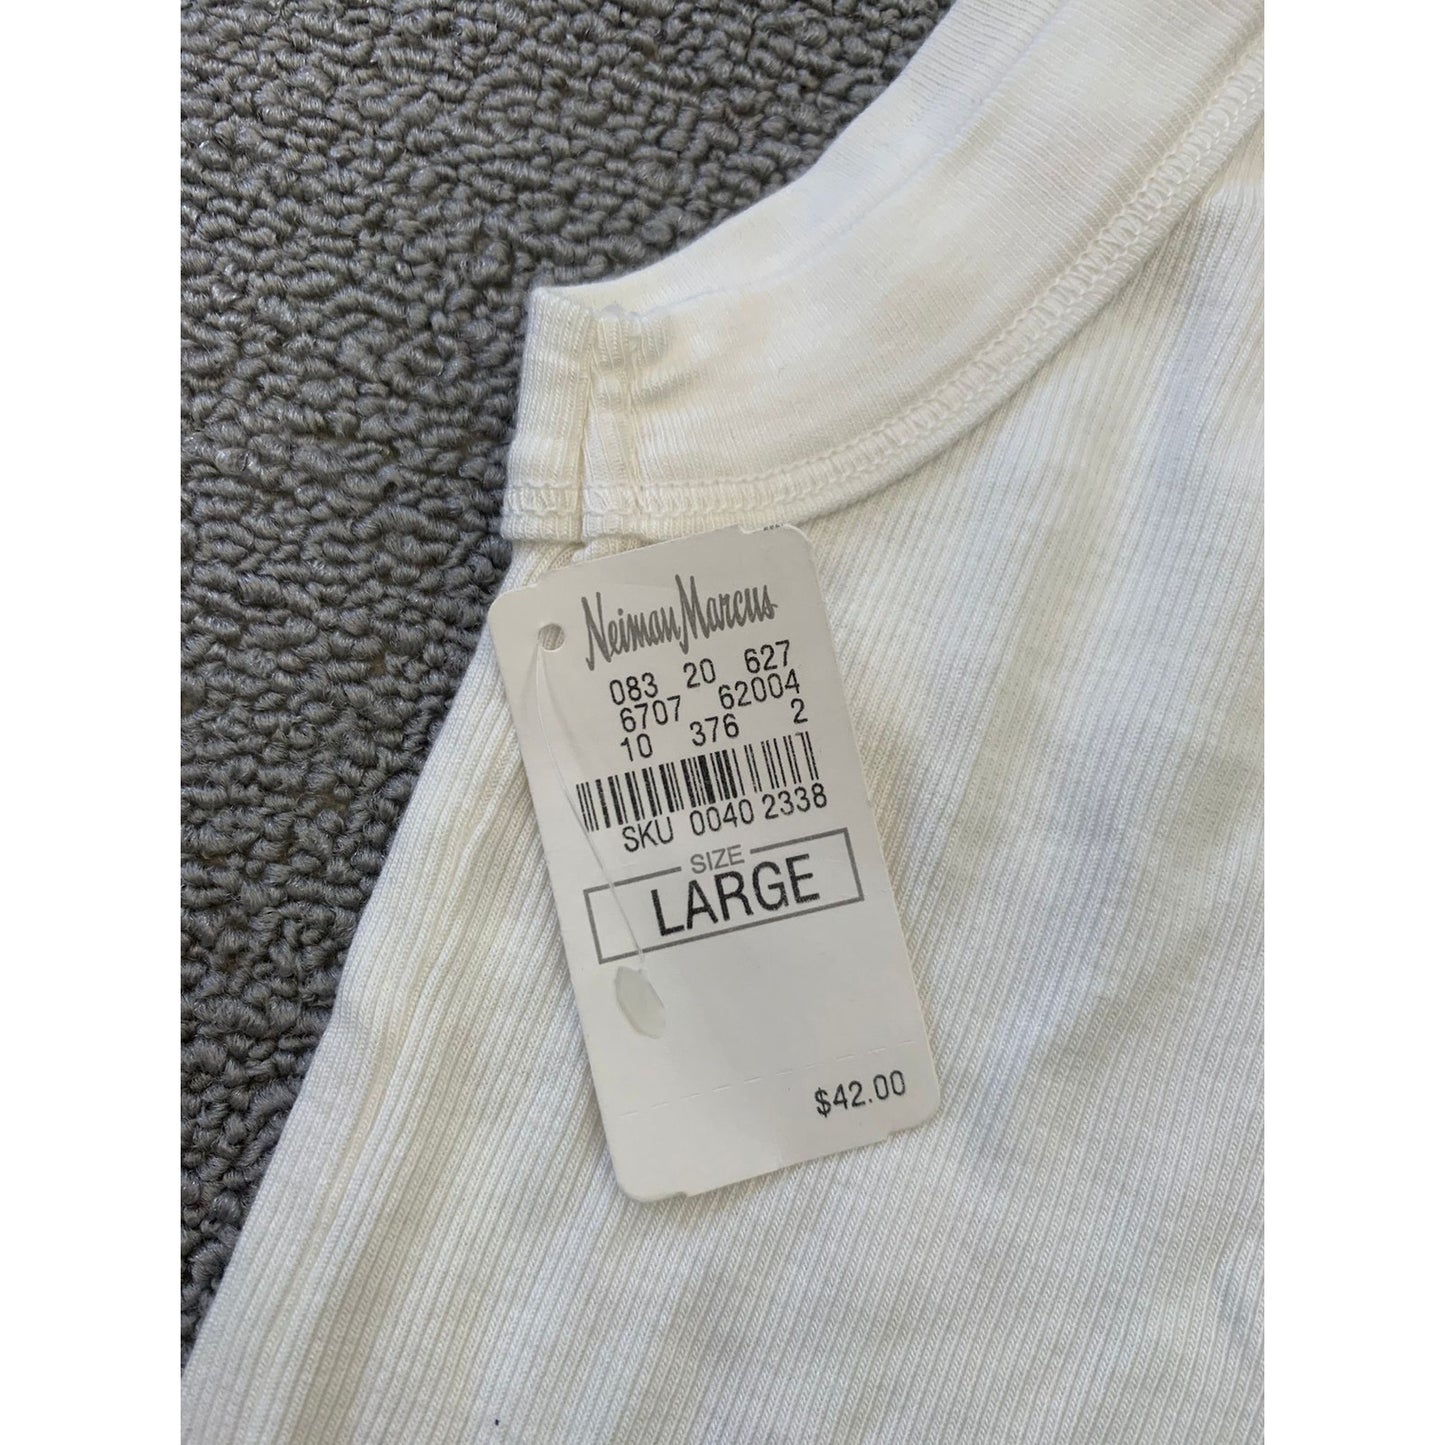 Neiman Marcus
083 20 627
6707 62004
10 376 2
SKU 0040 2338
SIZE
LARGE
$42.00